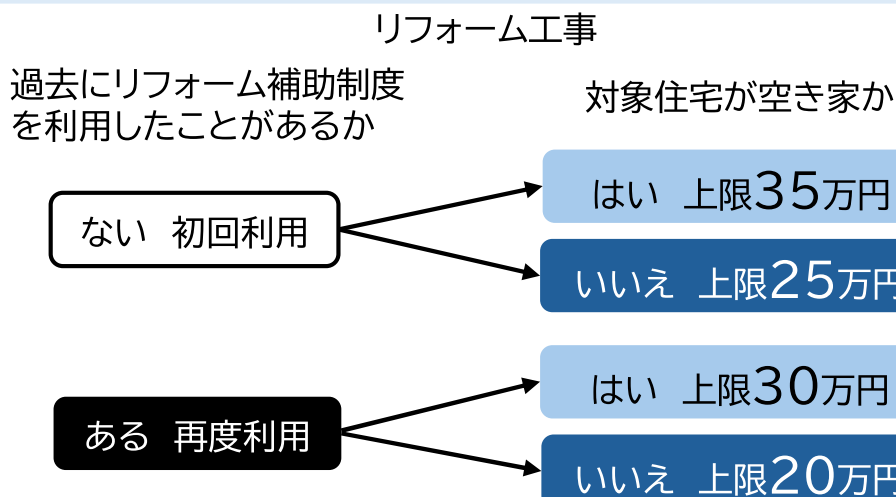 リフォーム工事
過去にリフォーム補助制度
を利用したことがあるか
対象住宅が空き家か
ない 初回利用
はい 上限35万円
いいえ 上限25万円
ある 再度利用
はい 上限30万円
いいえ 上限20万円